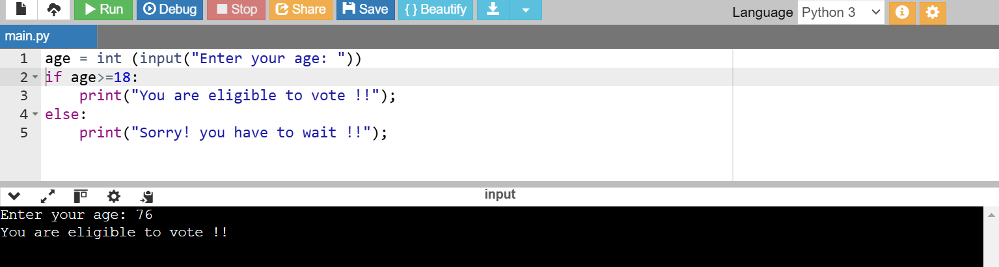 Run Debug Stop Share Save { } Beautify Language Python 3
main.py
1 age = int (input("Enter your age: "))
2 if age>=18:
3     print("You are eligible to vote !!");
4 else:
5     print("Sorry! you have to wait !!");
input
Enter your age: 76
You are eligible to vote !!